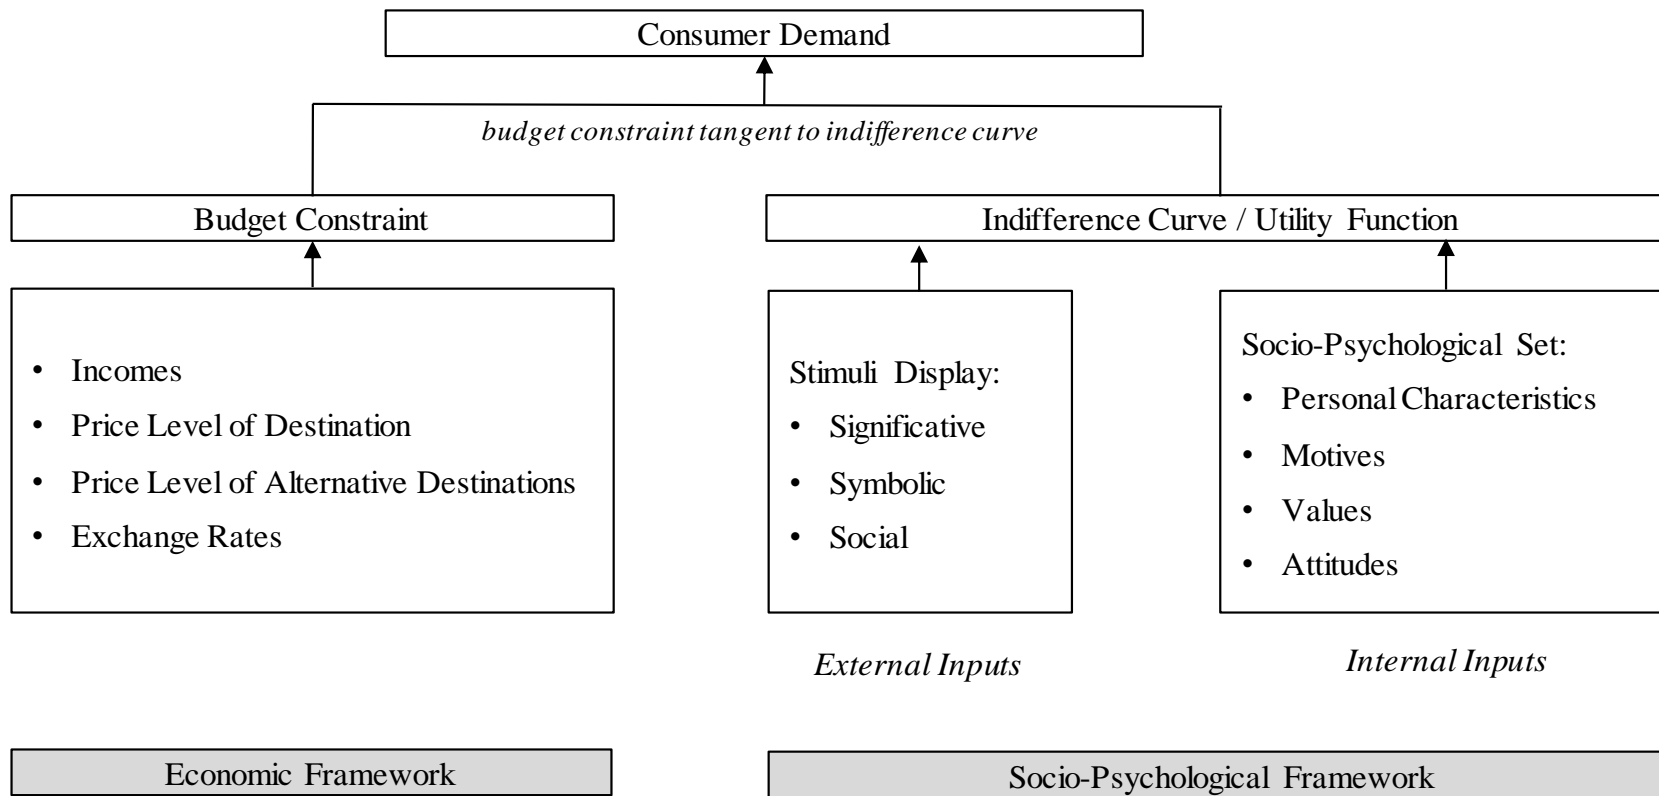 Consumer Demand
budget constraint tangent to indifference curve
Budget Constraint
Indifference Curve / Utility Function
• Incomes
• Price Level of Destination
• Price Level of Alternative Destinations
• Exchange Rates
Stimuli Display:
• Significative
• Symbolic
• Social
Socio-Psychological Set:
• Personal Characteristics
• Motives
• Values
• Attitudes
External Inputs
Internal Inputs
Economic Framework
Socio-Psychological Framework